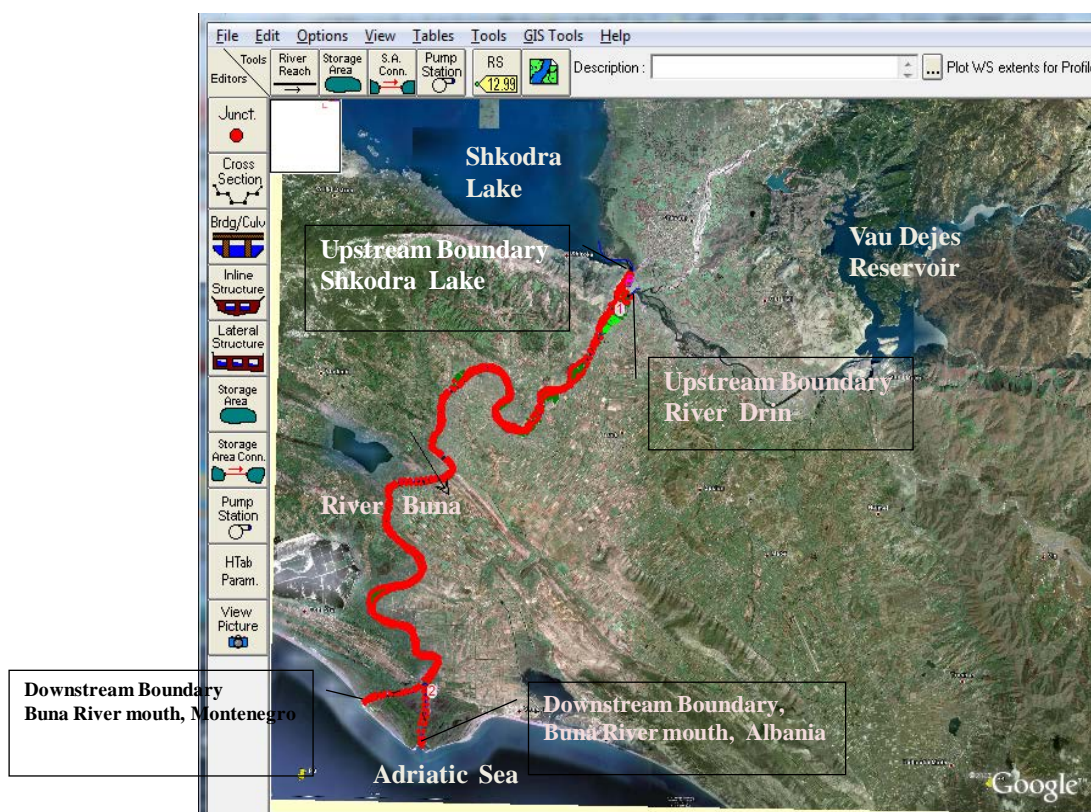 File Edit Options View Tables Tools GIS Tools Help
Tools
Editors
River
Reach
Storage
Area
S.A.
Conn.
Pump
Station
RS
12.99
Description :
...
Plot WS extents for Profil
Junct.
Cross
Section
Brdg/Culv
Inline
Structure
Lateral
Structure
Storage
Area
Storage
Area Conn.
Pump
Station
HTab
Param.
View
Picture
Shkodra
Lake
Upstream Boundary
Shkodra Lake
Vau Dejes
Reservoir
1
Upstream Boundary
River Drin
River Buna
2
Downstream Boundary
Buna River mouth, Montenegro
Downstream Boundary,
Buna River mouth, Albania
Adriatic Sea
Google